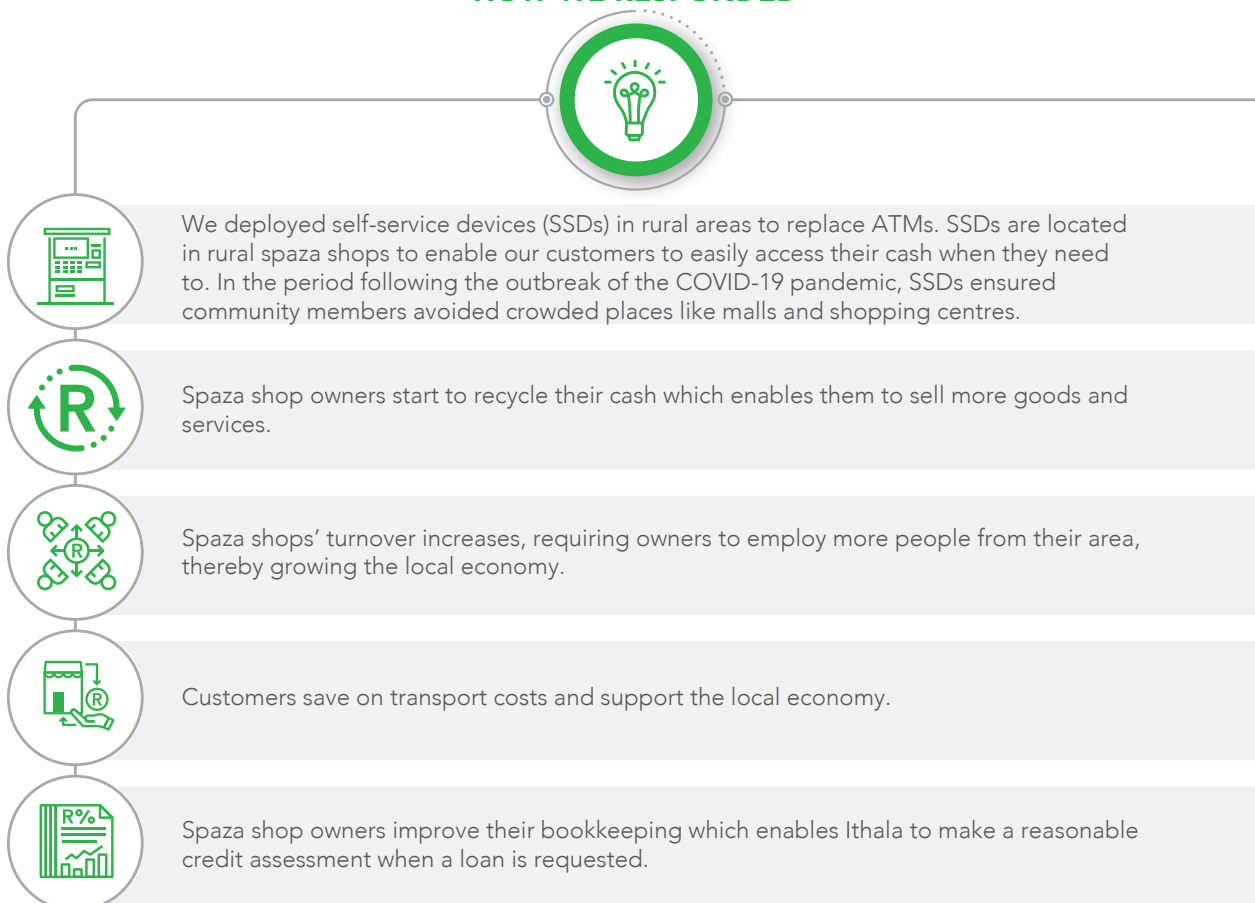 HOW WE RESPONDED
We deployed self-service devices (SSDs) in rural areas to replace ATMs. SSDs are located
in rural spaza shops to enable our customers to easily access their cash when they need
to. In the period following the outbreak of the COVID-19 pandemic, SSDs ensured
community members avoided crowded places like malls and shopping centres.
R
Spaza shop owners start to recycle their cash which enables them to sell more goods and
services.
R
Spaza shops’ turnover increases, requiring owners to employ more people from their area,
thereby growing the local economy.
R
Customers save on transport costs and support the local economy.
R%
Spaza shop owners improve their bookkeeping which enables Ithala to make a reasonable
credit assessment when a loan is requested.